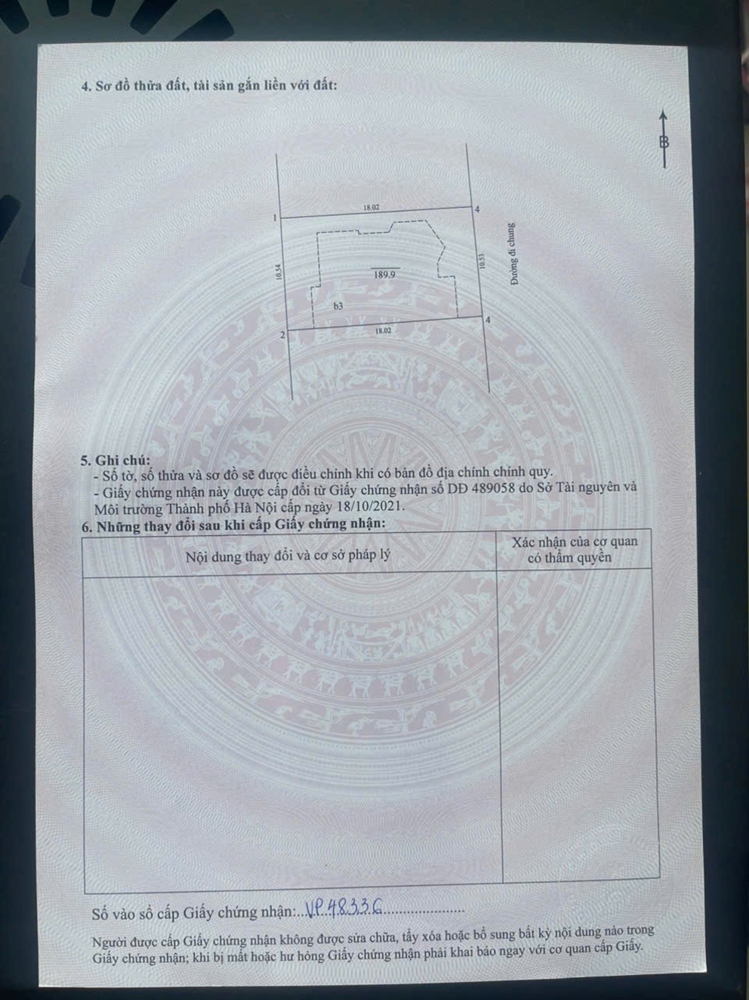 4. Sơ đồ thửa đất, tài sản gắn liền với đất:
B
18.02
1
4
10.54
10.53
Đường đi chung
189.9
b3
2
18.02
4
5. Ghi chú:
- Số tờ, số thửa và sơ đồ sẽ được điều chỉnh khi có bản đồ địa chính chính quy.
- Giấy chứng nhận này được cấp đổi từ Giấy chứng nhận số DĐ 489058 do Sở Tài nguyên và
Môi trường Thành phố Hà Nội cấp ngày 18/10/2021.
6. Những thay đổi sau khi cấp Giấy chứng nhận:
Nội dung thay đổi và cơ sở pháp lý
Xác nhận của cơ quan
có thẩm quyền
Số vào sổ cấp Giấy chứng nhận:...VP.48336......................
Người được cấp Giấy chứng nhận không được sửa chữa, tẩy xóa hoặc bổ sung bất kỳ nội dung nào trong
Giấy chứng nhận; khi bị mất hoặc hư hỏng Giấy chứng nhận phải khai báo ngay với cơ quan cấp Giấy.